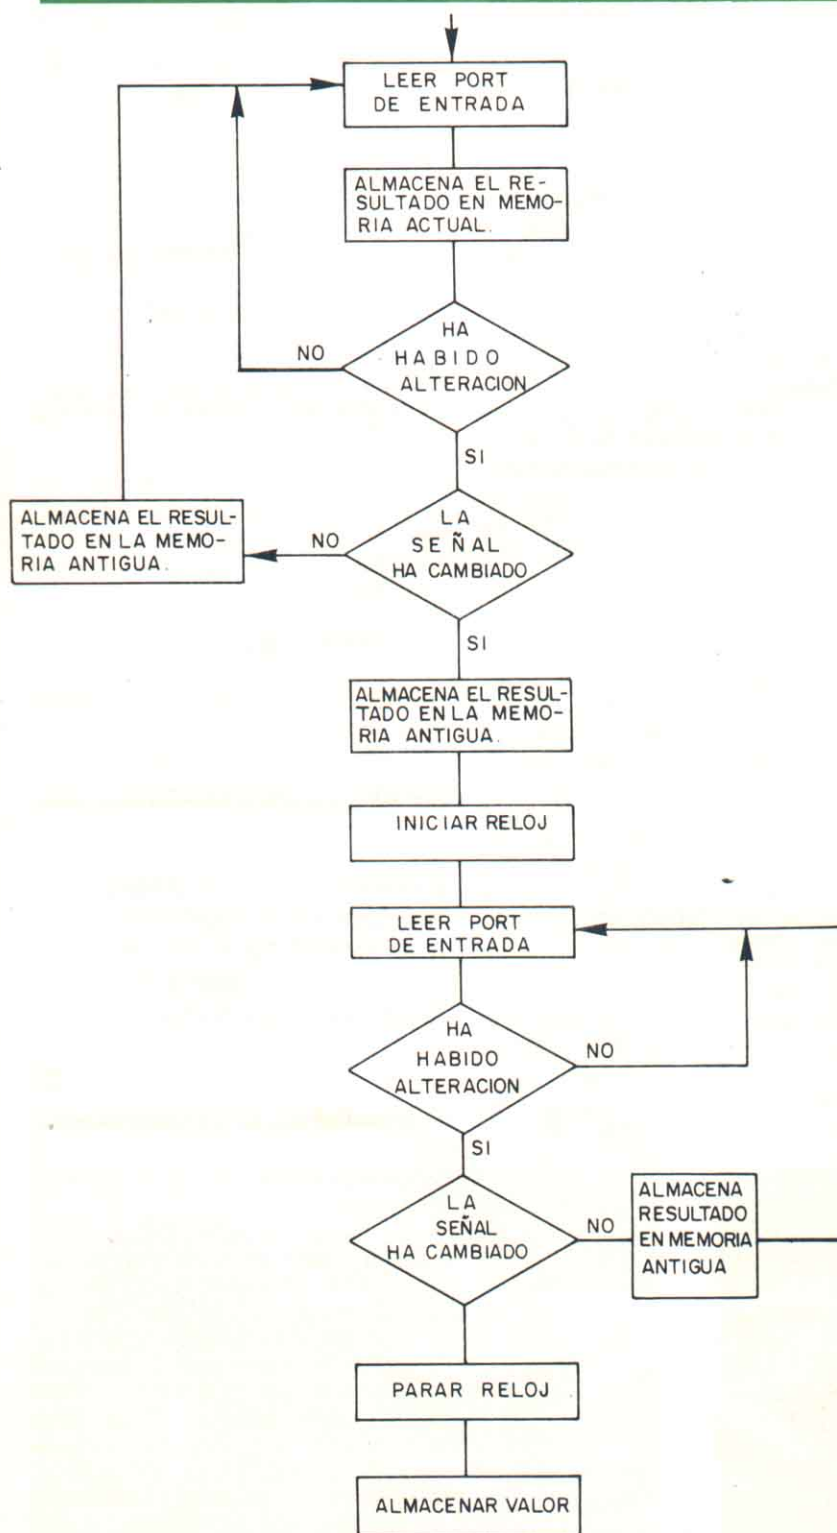 LEER PORT
DE ENTRADA
ALMACENA EL RE-
SULTADO EN MEMO-
RIA ACTUAL.
HA
HABIDO
ALTERACION
NO
SI
LA
SEÑAL
HA CAMBIADO
NO
ALMACENA EL RESUL-
TADO EN LA MEMO-
RIA ANTIGUA.
SI
ALMACENA EL RESUL-
TADO EN LA MEMO-
RIA ANTIGUA.
INICIAR RELOJ
LEER PORT
DE ENTRADA
HA
HABIDO
ALTERACION
NO
SI
LA
SEÑAL
HA CAMBIADO
NO
ALMACENA
RESULTADO
EN MEMORIA
ANTIGUA
PARAR RELOJ
ALMACENAR VALOR